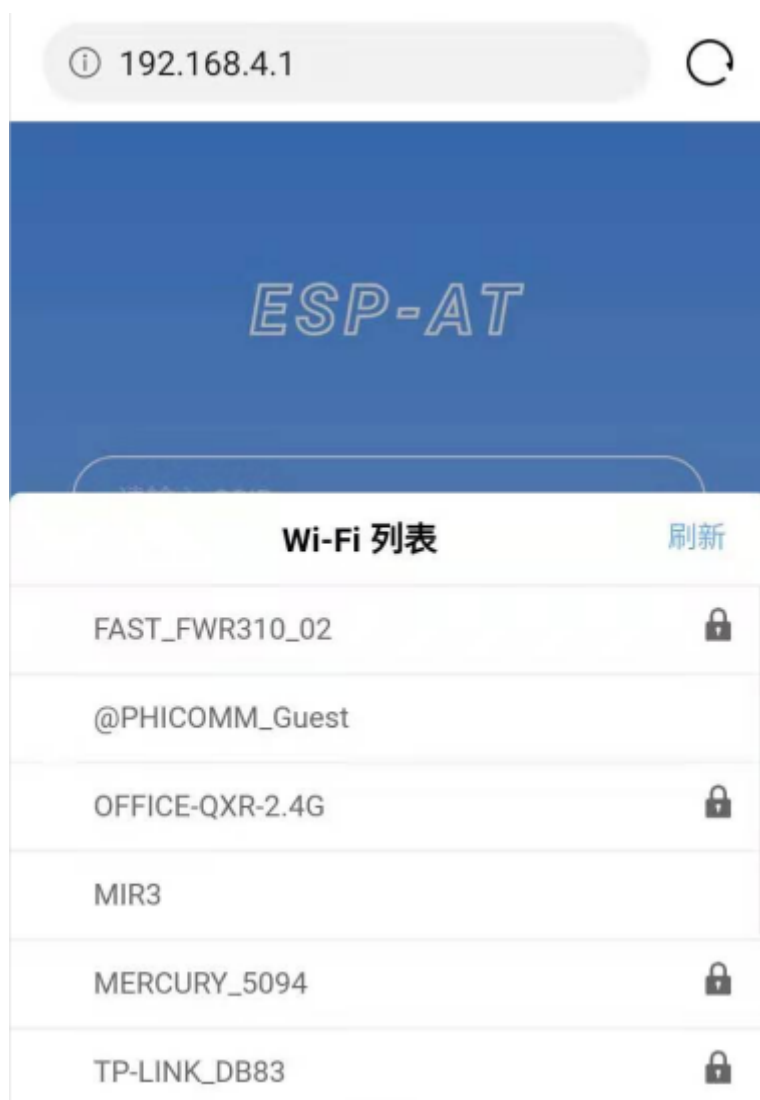 192.168.4.1
ESP-AT
Wi-Fi 列表
刷新
FAST_FWR310_02
@PHICOMM_Guest
OFFICE-QXR-2.4G
MIR3
MERCURY_5094
TP-LINK_DB83